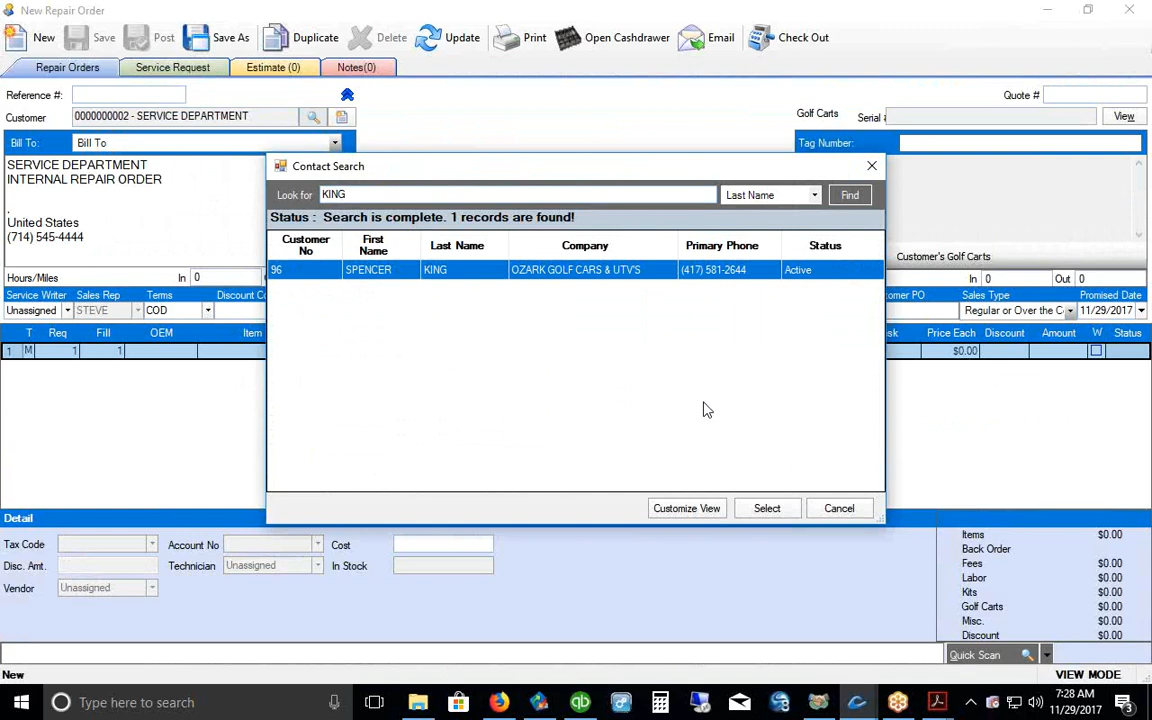 New Repair Order
New Save Post Save As Duplicate Delete Update Print Open Cashdrawer Email Check Out
Repair Orders Service Request Estimate (0) Notes(0)
Reference #: Quote #
Customer 0000000002 - SERVICE DEPARTMENT Golf Carts Serial View
Bill To: Bill To Tag Number:
SERVICE DEPARTMENT
INTERNAL REPAIR ORDER
.
United States
(714) 545-4444
Contact Search
Look for KING Last Name Find
Status : Search is complete. 1 records are found!
Customer No First Name Last Name Company Primary Phone Status
96 SPENCER KING OZARK GOLF CARS & UTV'S (417) 581-2644 Active
Customize View Select Cancel
Customer's Golf Carts
Hours/Miles In 0 In 0 Out 0
Service Writer Sales Rep Terms Discount Sales Type Promised Date
Unassigned STEVE COD Regular or Over the C 11/29/2017
T Req Fill OEM Item Price Each Discount Amount W Status
1 M 1 1 $0.00
Detail
Tax Code Account No Cost
Disc. Amt. Technician Unassigned In Stock
Vendor Unassigned
Items $0.00
Back Order
Fees $0.00
Labor $0.00
Kits $0.00
Golf Carts $0.00
Misc. $0.00
Discount $0.00
Quick Scan
New VIEW MODE
Type here to search qb 7:28 AM
11/29/2017 3